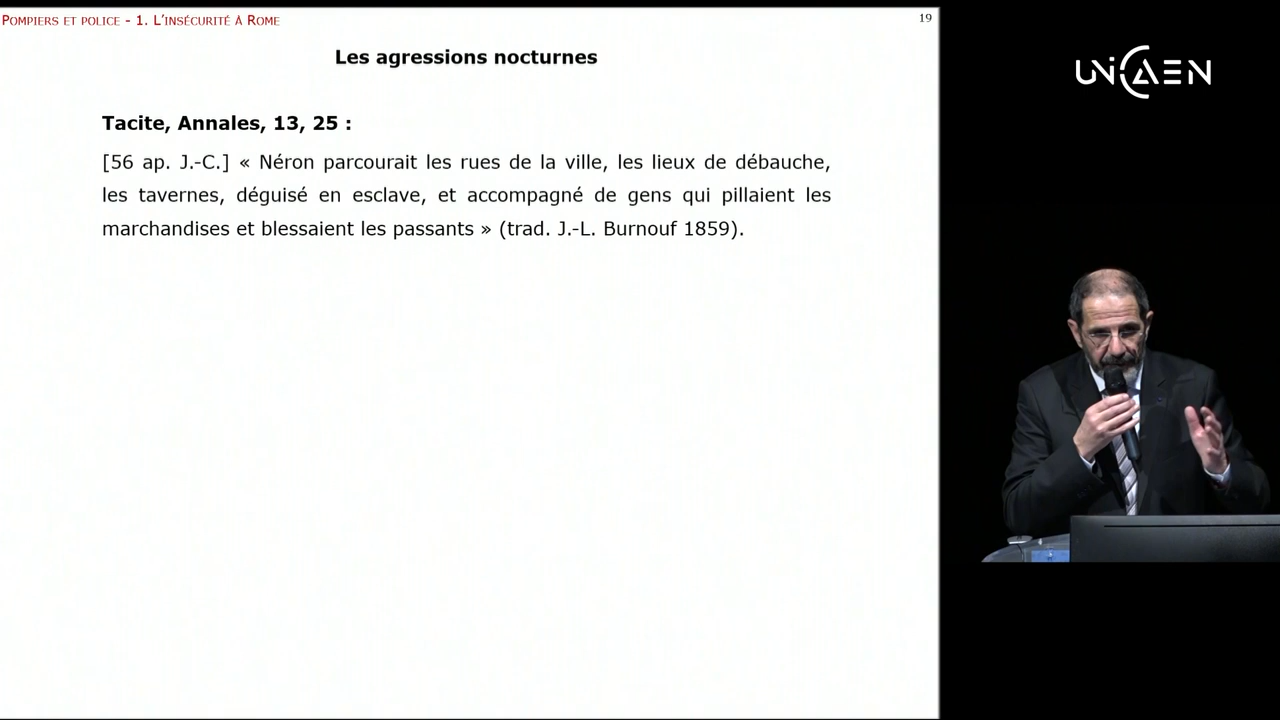 Pompiers et police - 1. L'insécurité à Rome
19
Les agressions nocturnes
Tacite, Annales, 13, 25 :
[56 ap. J.-C.] « Néron parcourait les rues de la ville, les lieux de débauche,
les tavernes, déguisé en esclave, et accompagné de gens qui pillaient les
marchandises et blessaient les passants » (trad. J.-L. Burnouf 1859).
UNICAEN